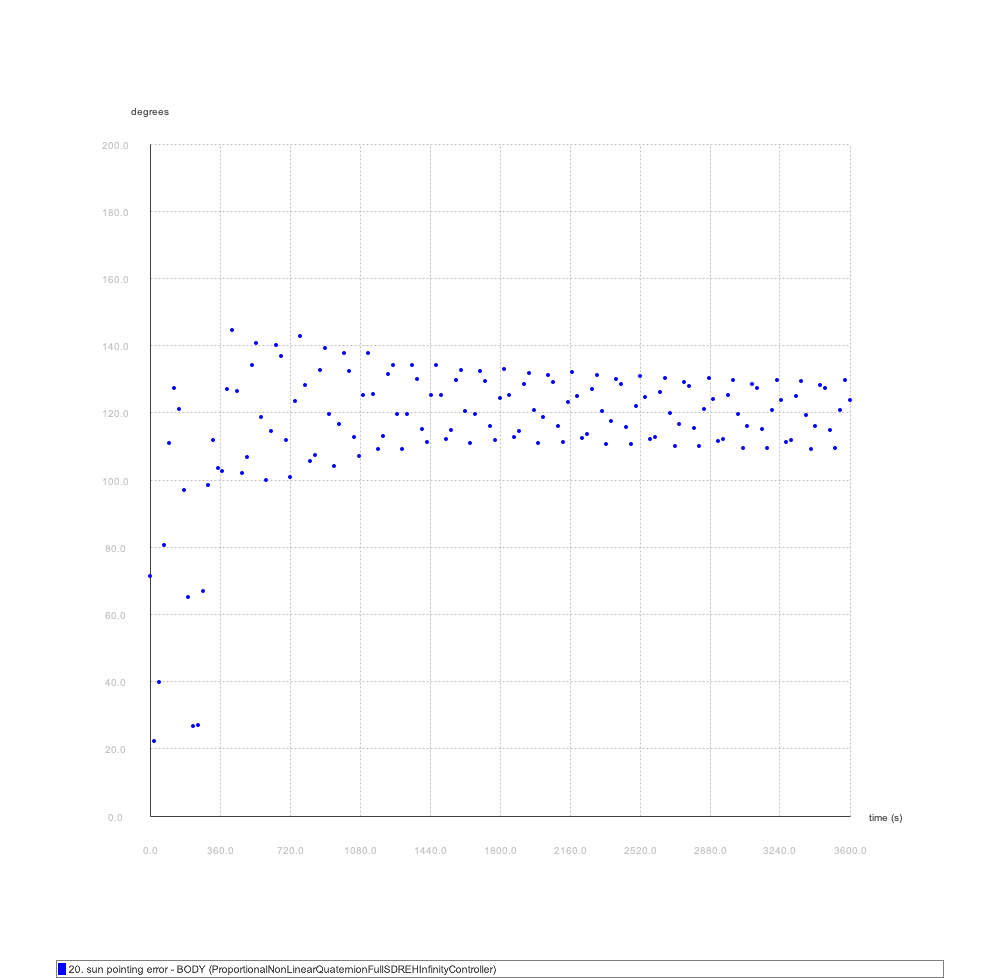 degrees
200.0
180.0
160.0
140.0
120.0
100.0
80.0
60.0
40.0
20.0
0.0
time (s)
0.0 360.0 720.0 1080.0 1440.0 1800.0 2160.0 2520.0 2880.0 3240.0 3600.0
20. sun pointing error - BODY (ProportionalNonLinearQuaternionFullSDREHInfinityController)